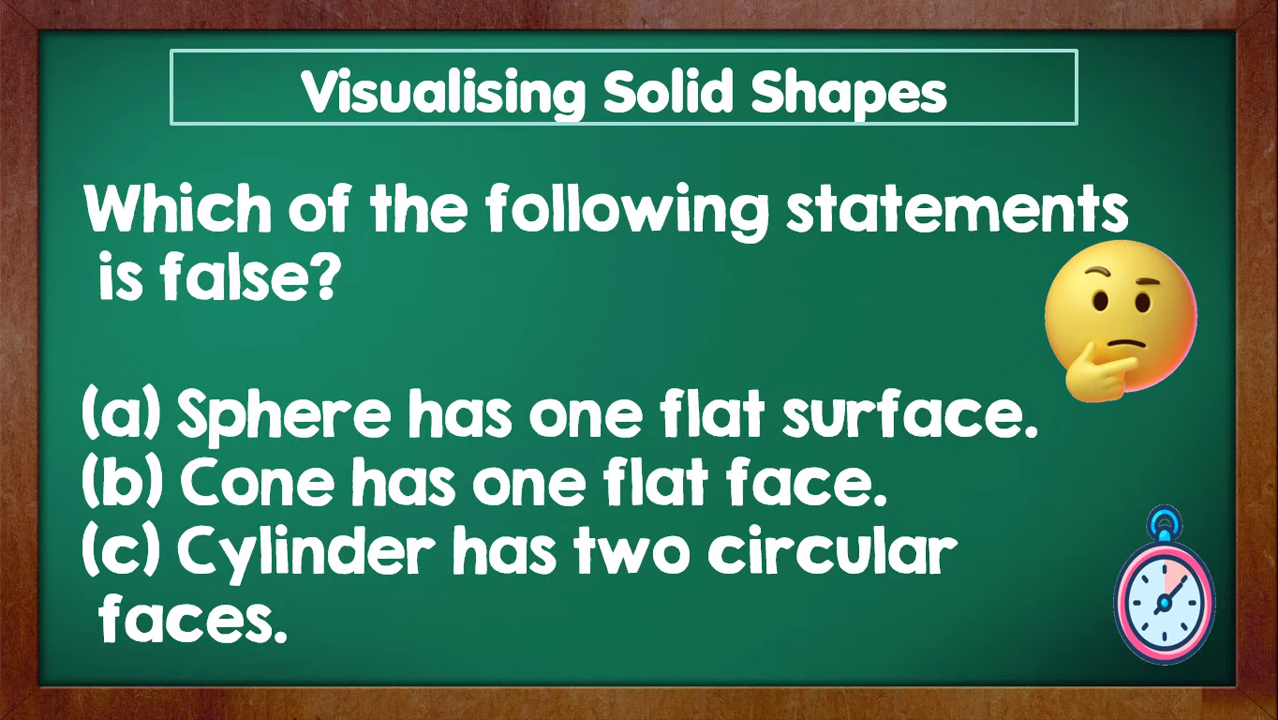 Visualising Solid Shapes
Which of the following statements
is false?
(a) Sphere has one flat surface.
(b) Cone has one flat face.
(c) Cylinder has two circular
faces.